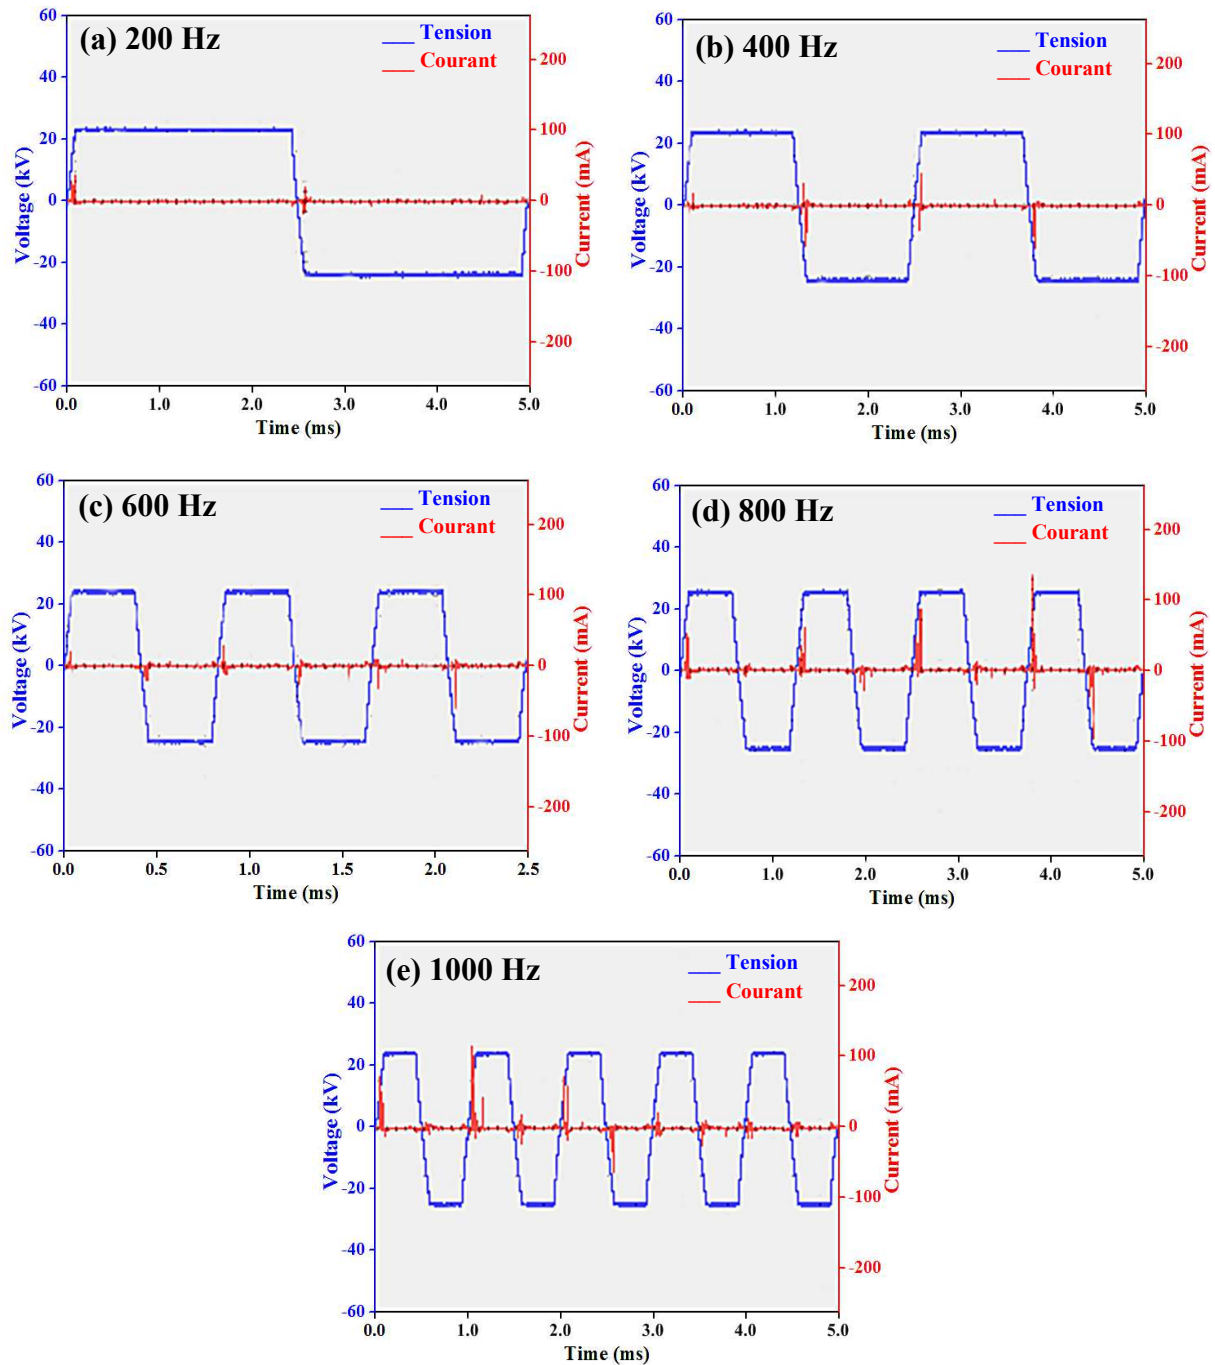 (a) 200 Hz
Tension
Courant
60
40
20
0
-20
-40
-60
Voltage (kV)
200
100
0
-100
-200
Current (mA)
0.0 1.0 2.0 3.0 4.0 5.0
Time (ms)
(b) 400 Hz
Tension
Courant
60
40
20
0
-20
-40
-60
Voltage (kV)
200
100
0
-100
-200
Current (mA)
0.0 1.0 2.0 3.0 4.0 5.0
Time (ms)
(c) 600 Hz
Tension
Courant
60
40
20
0
-20
-40
-60
Voltage (kV)
200
100
0
-100
-200
Current (mA)
0.0 0.5 1.0 1.5 2.0 2.5
Time (ms)
(d) 800 Hz
Tension
Courant
60
40
20
0
-20
-40
-60
Voltage (kV)
200
100
0
-100
-200
Current (mA)
0.0 1.0 2.0 3.0 4.0 5.0
Time (ms)
(e) 1000 Hz
Tension
Courant
60
40
20
0
-20
-40
-60
Voltage (kV)
200
100
0
-100
-200
Current (mA)
0.0 1.0 2.0 3.0 4.0 5.0
Time (ms)